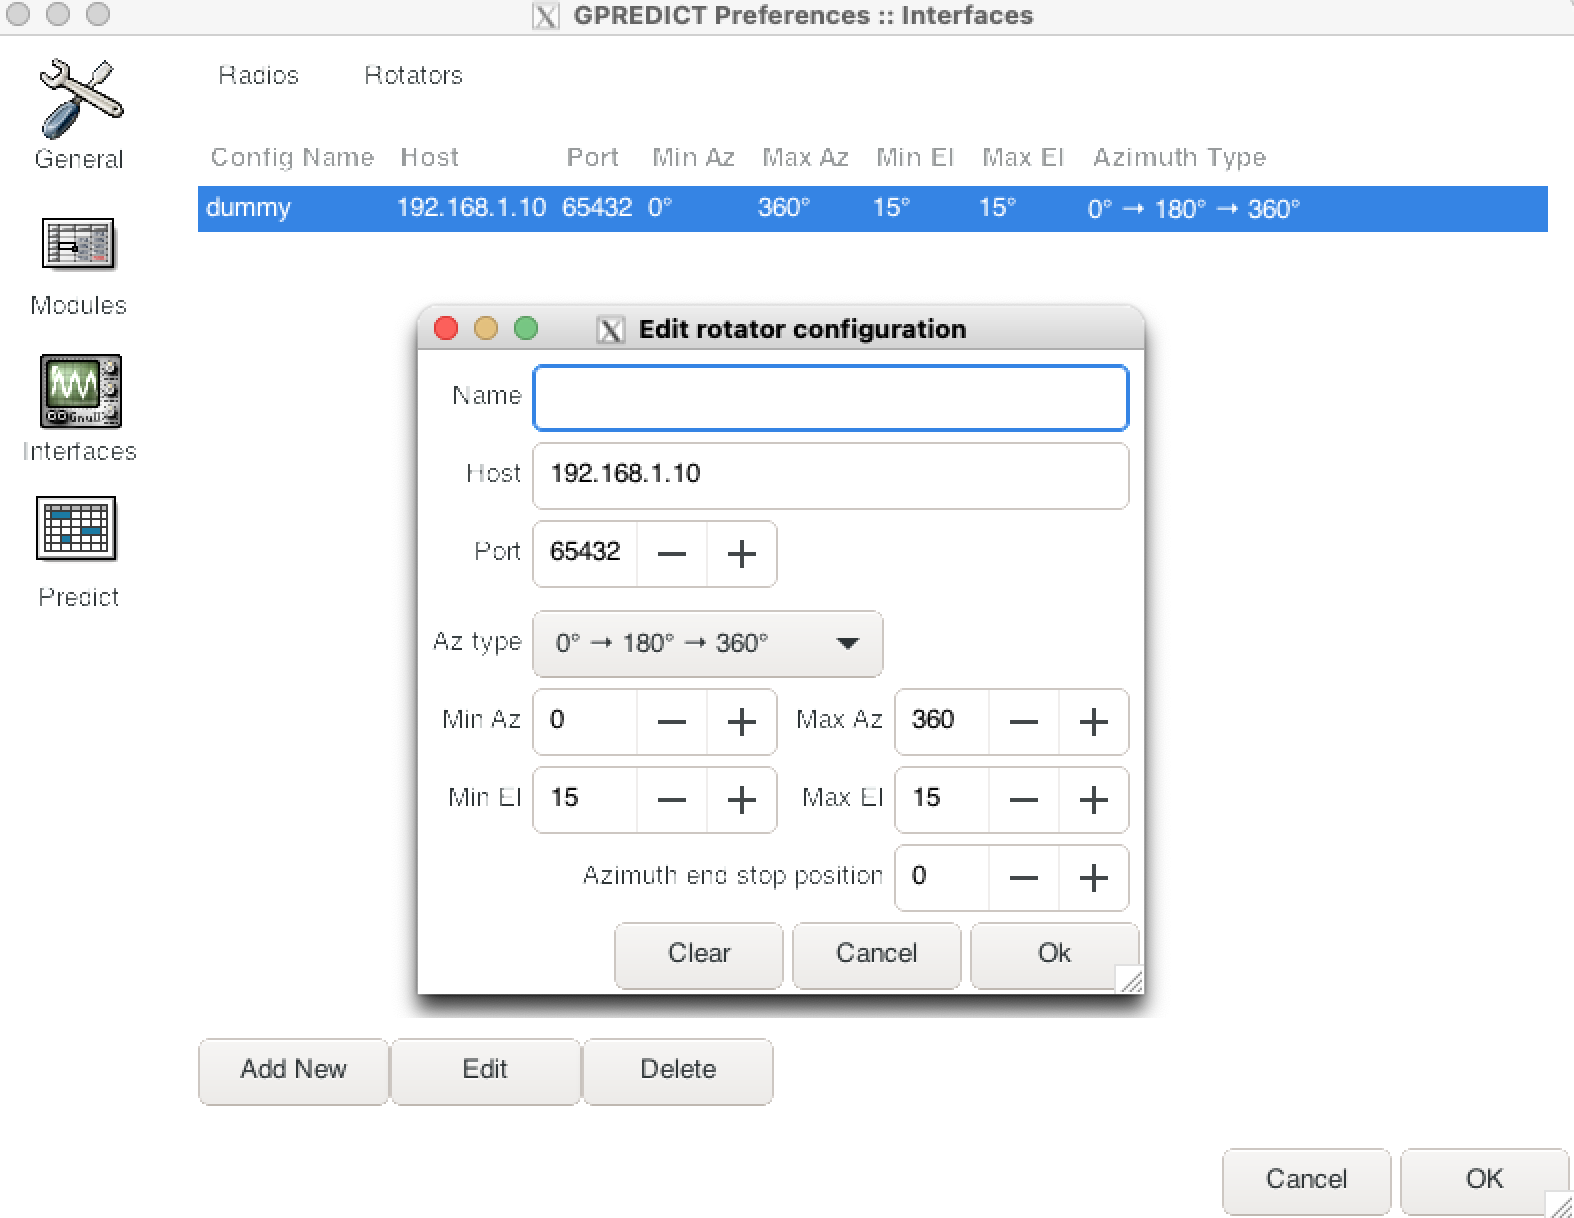 GPREDICT Preferences :: Interfaces
General
Modules
Interfaces
Predict
Radios Rotators
Config Name Host Port Min Az Max Az Min El Max El Azimuth Type
dummy 192.168.1.10 65432 0° 360° 15° 15° 0° → 180° → 360°
Edit rotator configuration
Name
Host 192.168.1.10
Port 65432 — +
Az type 0° → 180° → 360°
Min Az 0 — + Max Az 360 — +
Min El 15 — + Max El 15 — +
Azimuth end stop position 0 — +
Clear Cancel Ok
Add New Edit Delete
Cancel OK